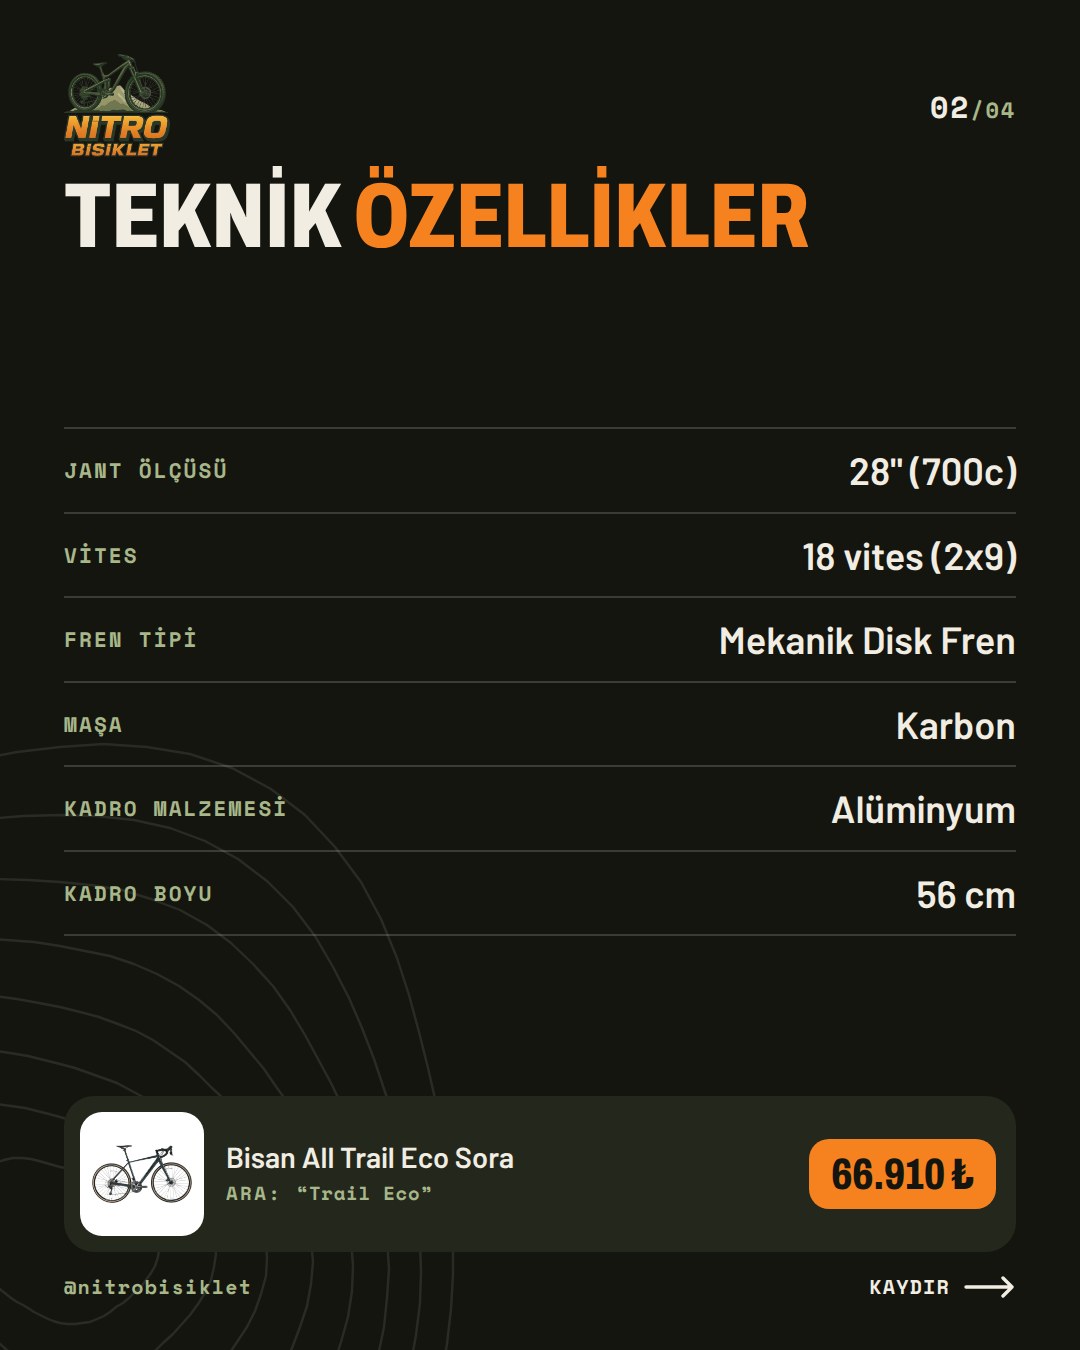 NiTRO
BISIKLET
02/04
TEKNİK ÖZELLİKLER
JANT ÖLÇÜSÜ 28" (700c)
VİTES 18 vites (2x9)
FREN TİPİ Mekanik Disk Fren
MAŞA Karbon
KADRO MALZEMESİ Alüminyum
KADRO BOYU 56 cm
Bisan All Trail Eco Sora
ARA: “Trail Eco”
66.910 ₺
@nitrobisiklet
KAYDIR